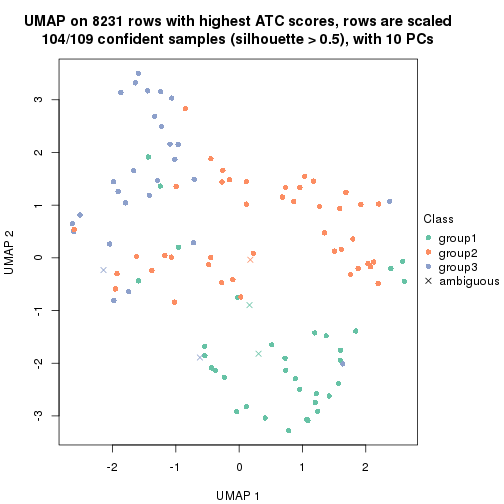 UMAP on 8231 rows with highest ATC scores, rows are scaled
104/109 confident samples (silhouette > 0.5), with 10 PCs
3
2
1
0
-1
-2
-3
UMAP 2
-2
-1
0
1
2
UMAP 1
Class
group1
group2
group3
ambiguous